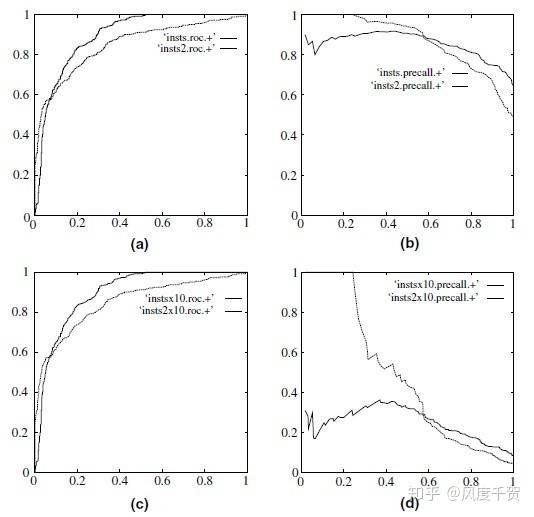 1
0.8
0.6
0.4
0.2
0
0 0.2 0.4 0.6 0.8 1
'insts.roc.+'
'insts2.roc.+'
(a)
1
0.8
0.6
0.4
0.2
0
0 0.2 0.4 0.6 0.8 1
'insts.precall.+'
'insts2.precall.+'
(b)
1
0.8
0.6
0.4
0.2
0
0 0.2 0.4 0.6 0.8 1
'instsx10.roc.+'
'insts2x10.roc.+'
(c)
1
0.8
0.6
0.4
0.2
0
0 0.2 0.4 0.6 0.8 1
'instsx10.precall.+'
'insts2x10.precall.+'
(d)
知乎 @风度千贺